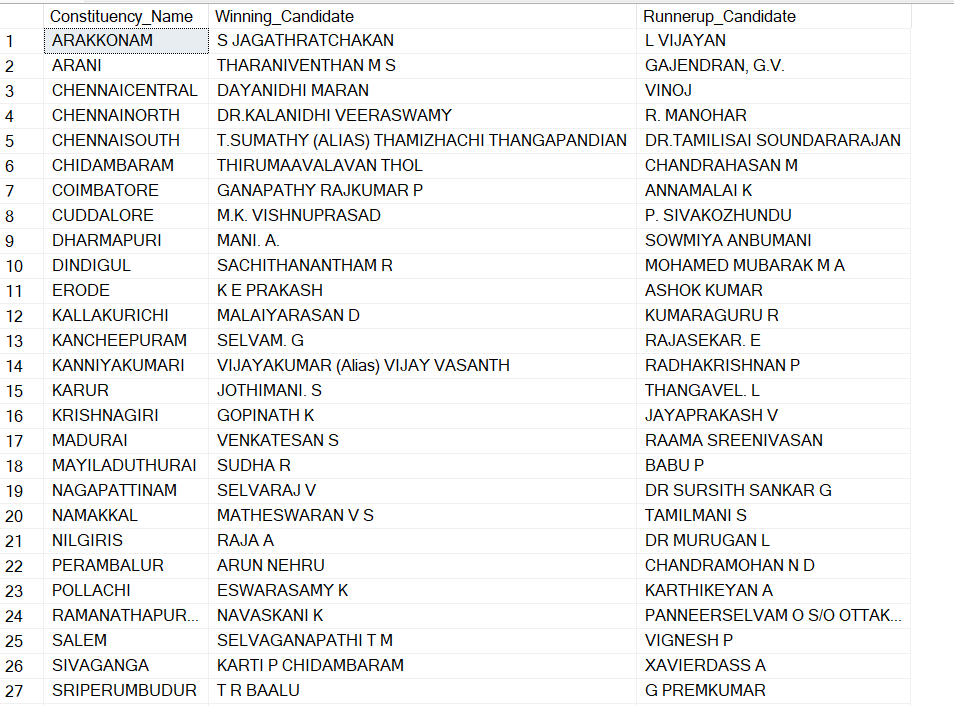 Constituency_Name Winning_Candidate Runnerup_Candidate
1 ARAKKONAM S JAGATHRATCHAKAN L VIJAYAN
2 ARANI THARANIVENTHAN M S GAJENDRAN, G.V.
3 CHENNAICENTRAL DAYANIDHI MARAN VINOJ
4 CHENNAINORTH DR.KALANIDHI VEERASWAMY R. MANOHAR
5 CHENNAISOUTH T.SUMATHY (ALIAS) THAMIZHACHI THANGAPANDIAN DR.TAMILISAI SOUNDARARAJAN
6 CHIDAMBARAM THIRUMAAVALAVAN THOL CHANDRAHASAN M
7 COIMBATORE GANAPATHY RAJKUMAR P ANNAMALAI K
8 CUDDALORE M.K. VISHNUPRASAD P. SIVAKOZHUNDU
9 DHARMAPURI MANI. A. SOWMIYA ANBUMANI
10 DINDIGUL SACHITHANANTHAM R MOHAMED MUBARAK M A
11 ERODE K E PRAKASH ASHOK KUMAR
12 KALLAKURICHI MALAIYARASAN D KUMARAGURU R
13 KANCHEEPURAM SELVAM. G RAJASEKAR. E
14 KANNIYAKUMARI VIJAYAKUMAR (Alias) VIJAY VASANTH RADHAKRISHNAN P
15 KARUR JOTHIMANI. S THANGAVEL. L
16 KRISHNAGIRI GOPINATH K JAYAPRAKASH V
17 MADURAI VENKATESAN S RAAMA SREENIVASAN
18 MAYILADUTHURAI SUDHA R BABU P
19 NAGAPATTINAM SELVARAJ V DR SURSITH SANKAR G
20 NAMAKKAL MATHESWARAN V S TAMILMANI S
21 NILGIRIS RAJA A DR MURUGAN L
22 PERAMBALUR ARUN NEHRU CHANDRAMOHAN N D
23 POLLACHI ESWARASAMY K KARTHIKEYAN A
24 RAMANATHAPUR... NAVASKANI K PANNEERSELVAM O S/O OTTAK...
25 SALEM SELVAGANAPATHI T M VIGNESH P
26 SIVAGANGA KARTI P CHIDAMBARAM XAVIERDASS A
27 SRIPERUMBUDUR T R BAALU G PREMKUMAR